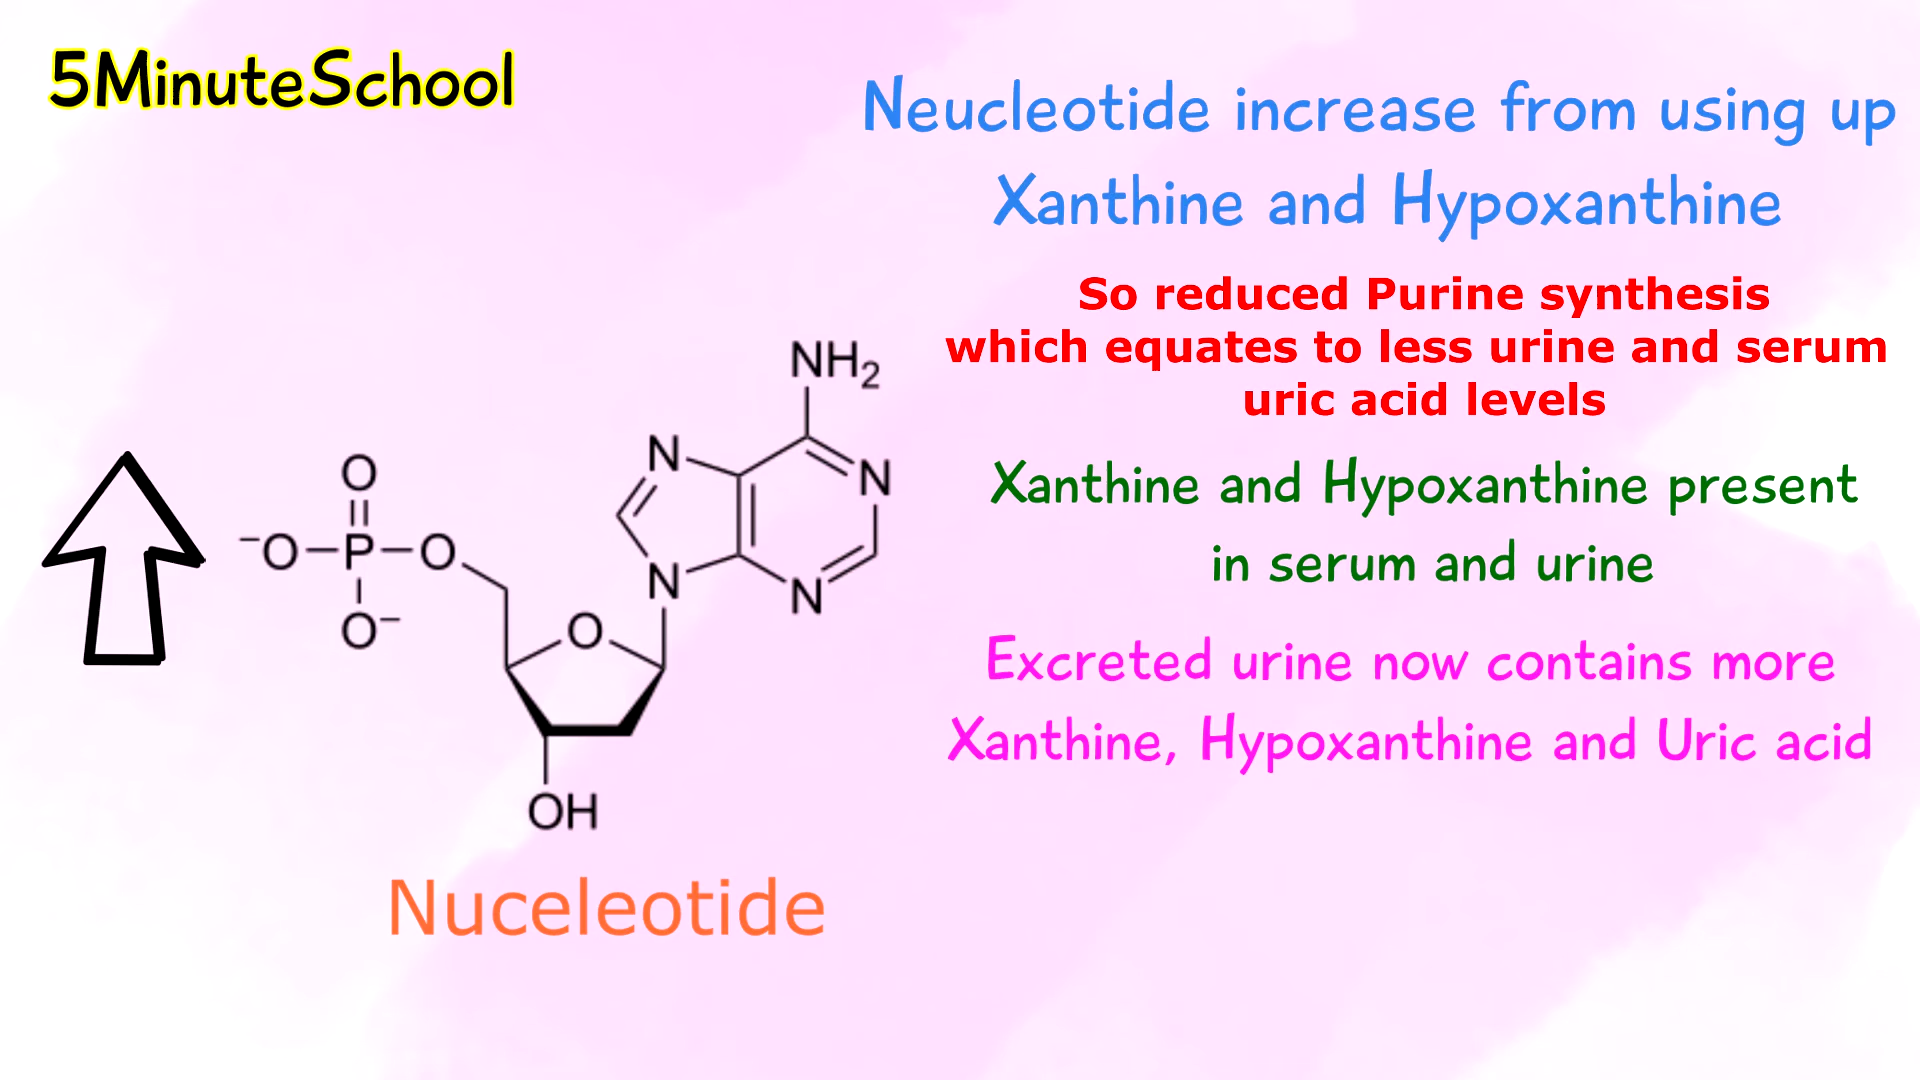 5MinuteSchool
Neucleotide increase from using up
Xanthine and Hypoxanthine
So reduced Purine synthesis
which equates to less urine and serum
uric acid levels
Xanthine and Hypoxanthine present
in serum and urine
Excreted urine now contains more
Xanthine, Hypoxanthine and Uric acid
NH₂
N
N
O
⁻O
P
O
N
N
O⁻
O
OH
Nuceleotide